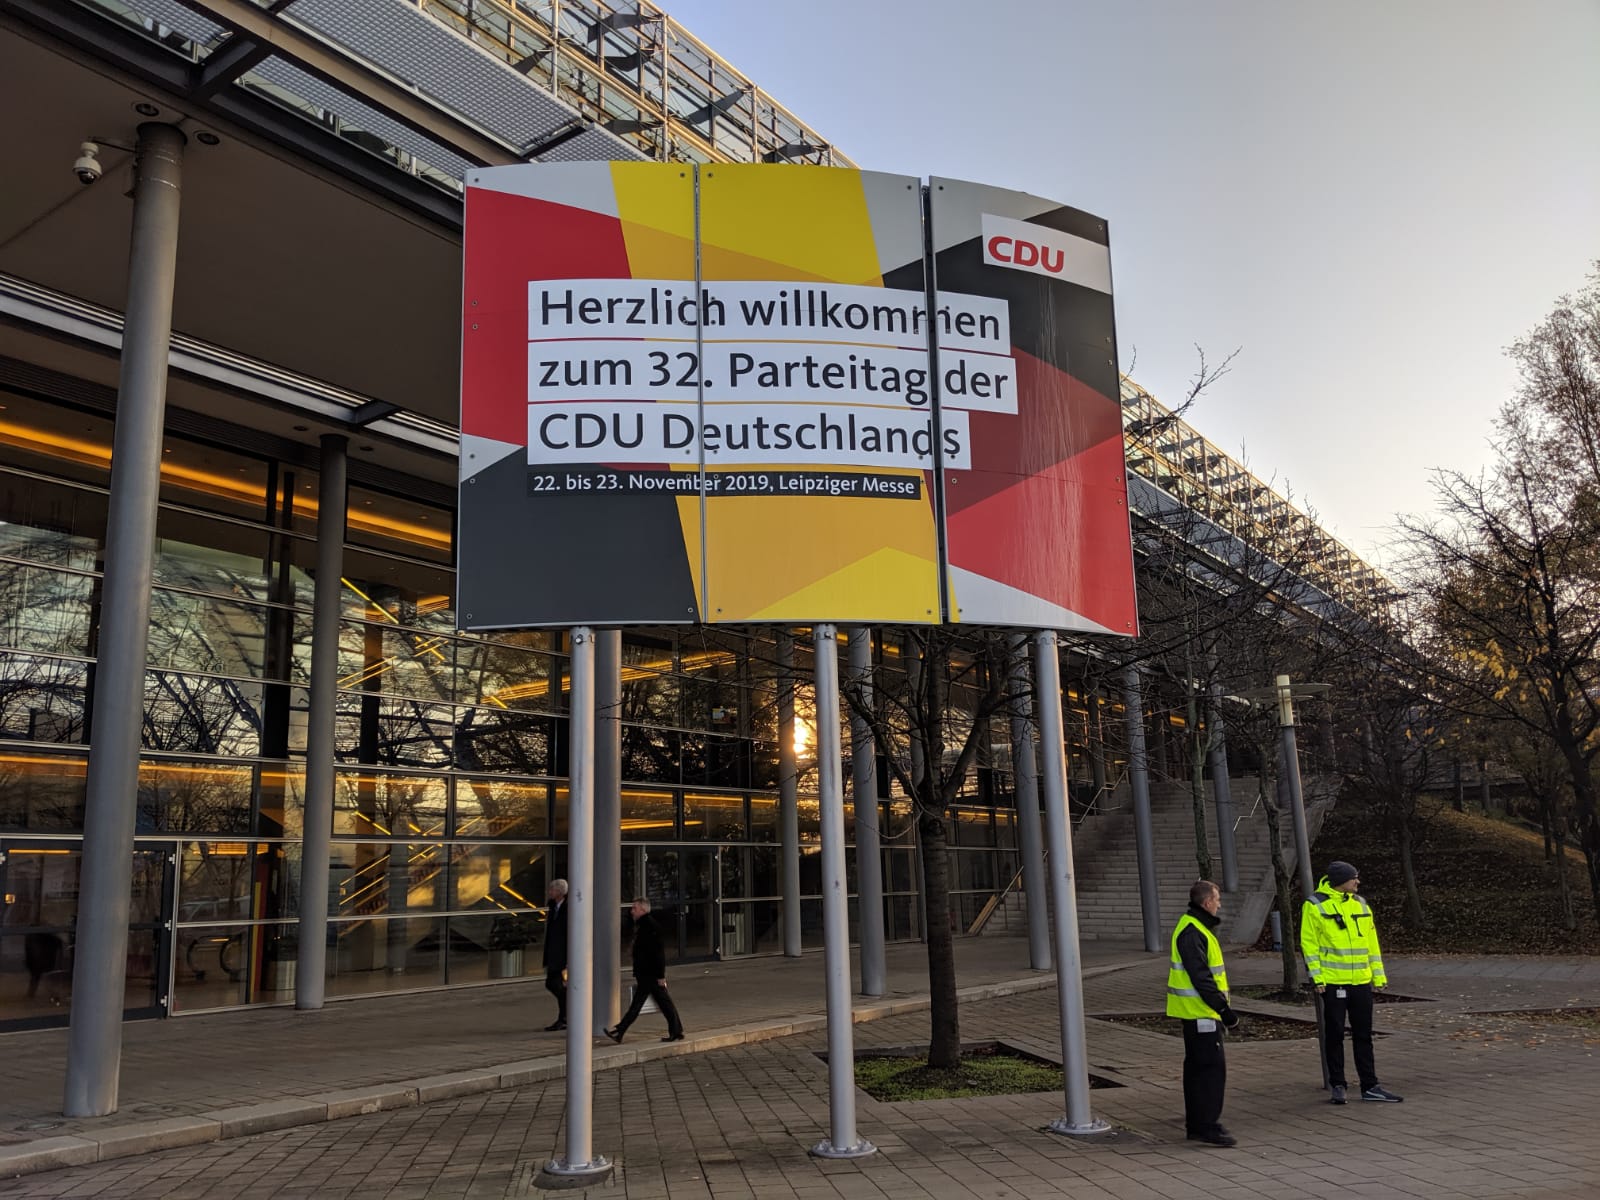 CDU
Herzlich willkommen
zum 32. Parteitag der
CDU Deutschlands
22. bis 23. November 2019, Leipziger Messe